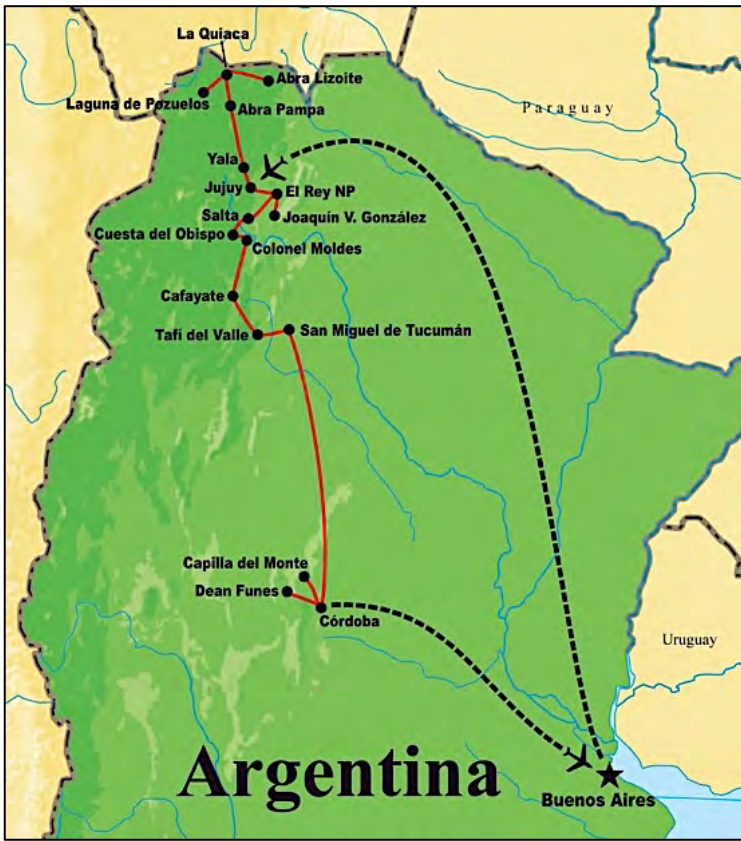 La Quiaca
Abra Lizoite
Laguna de Pozuelos
Abra Pampa
Paraguay
Yala
Jujuy
El Rey NP
Salta
Joaquín V. González
Cuesta del Obispo
Colonel Moldes
Cafayate
Tafí del Valle
San Miguel de Tucumán
Capilla del Monte
Dean Funes
Córdoba
Uruguay
Argentina
Buenos Aires